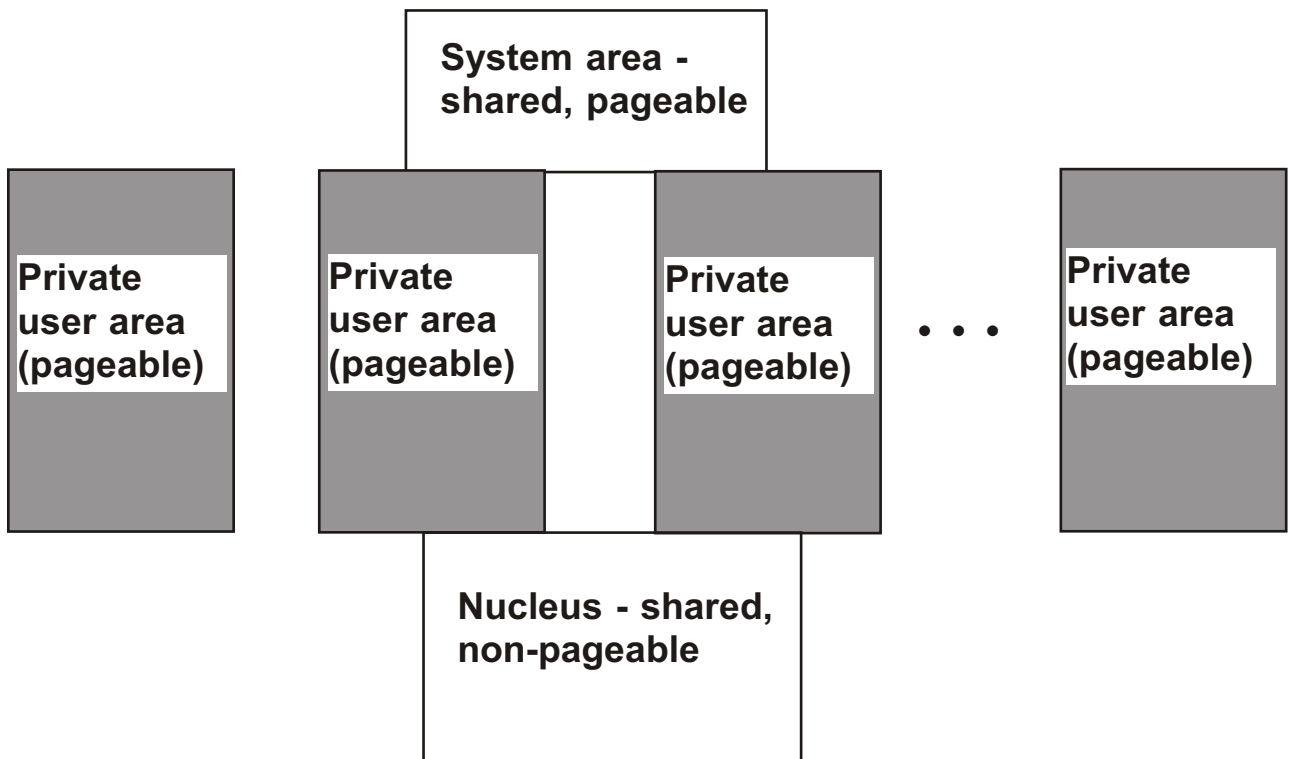 System area -
shared, pageable
Private
user area
(pageable)
Private
user area
(pageable)
Private
user area
(pageable)
. . .
Private
user area
(pageable)
Nucleus - shared,
non-pageable